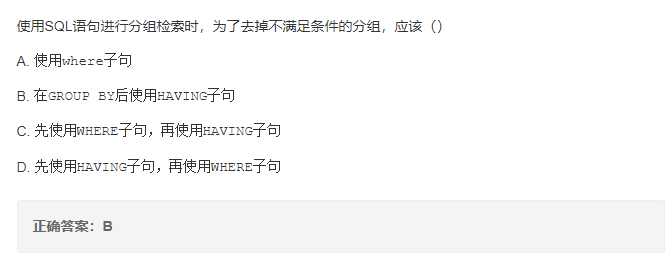 使用SQL语句进行分组检索时，为了去掉不满足条件的分组，应该（）
A. 使用where子句
B. 在GROUP BY后使用HAVING子句
C. 先使用WHERE子句，再使用HAVING子句
D. 先使用HAVING子句，再使用WHERE子句
正确答案：B